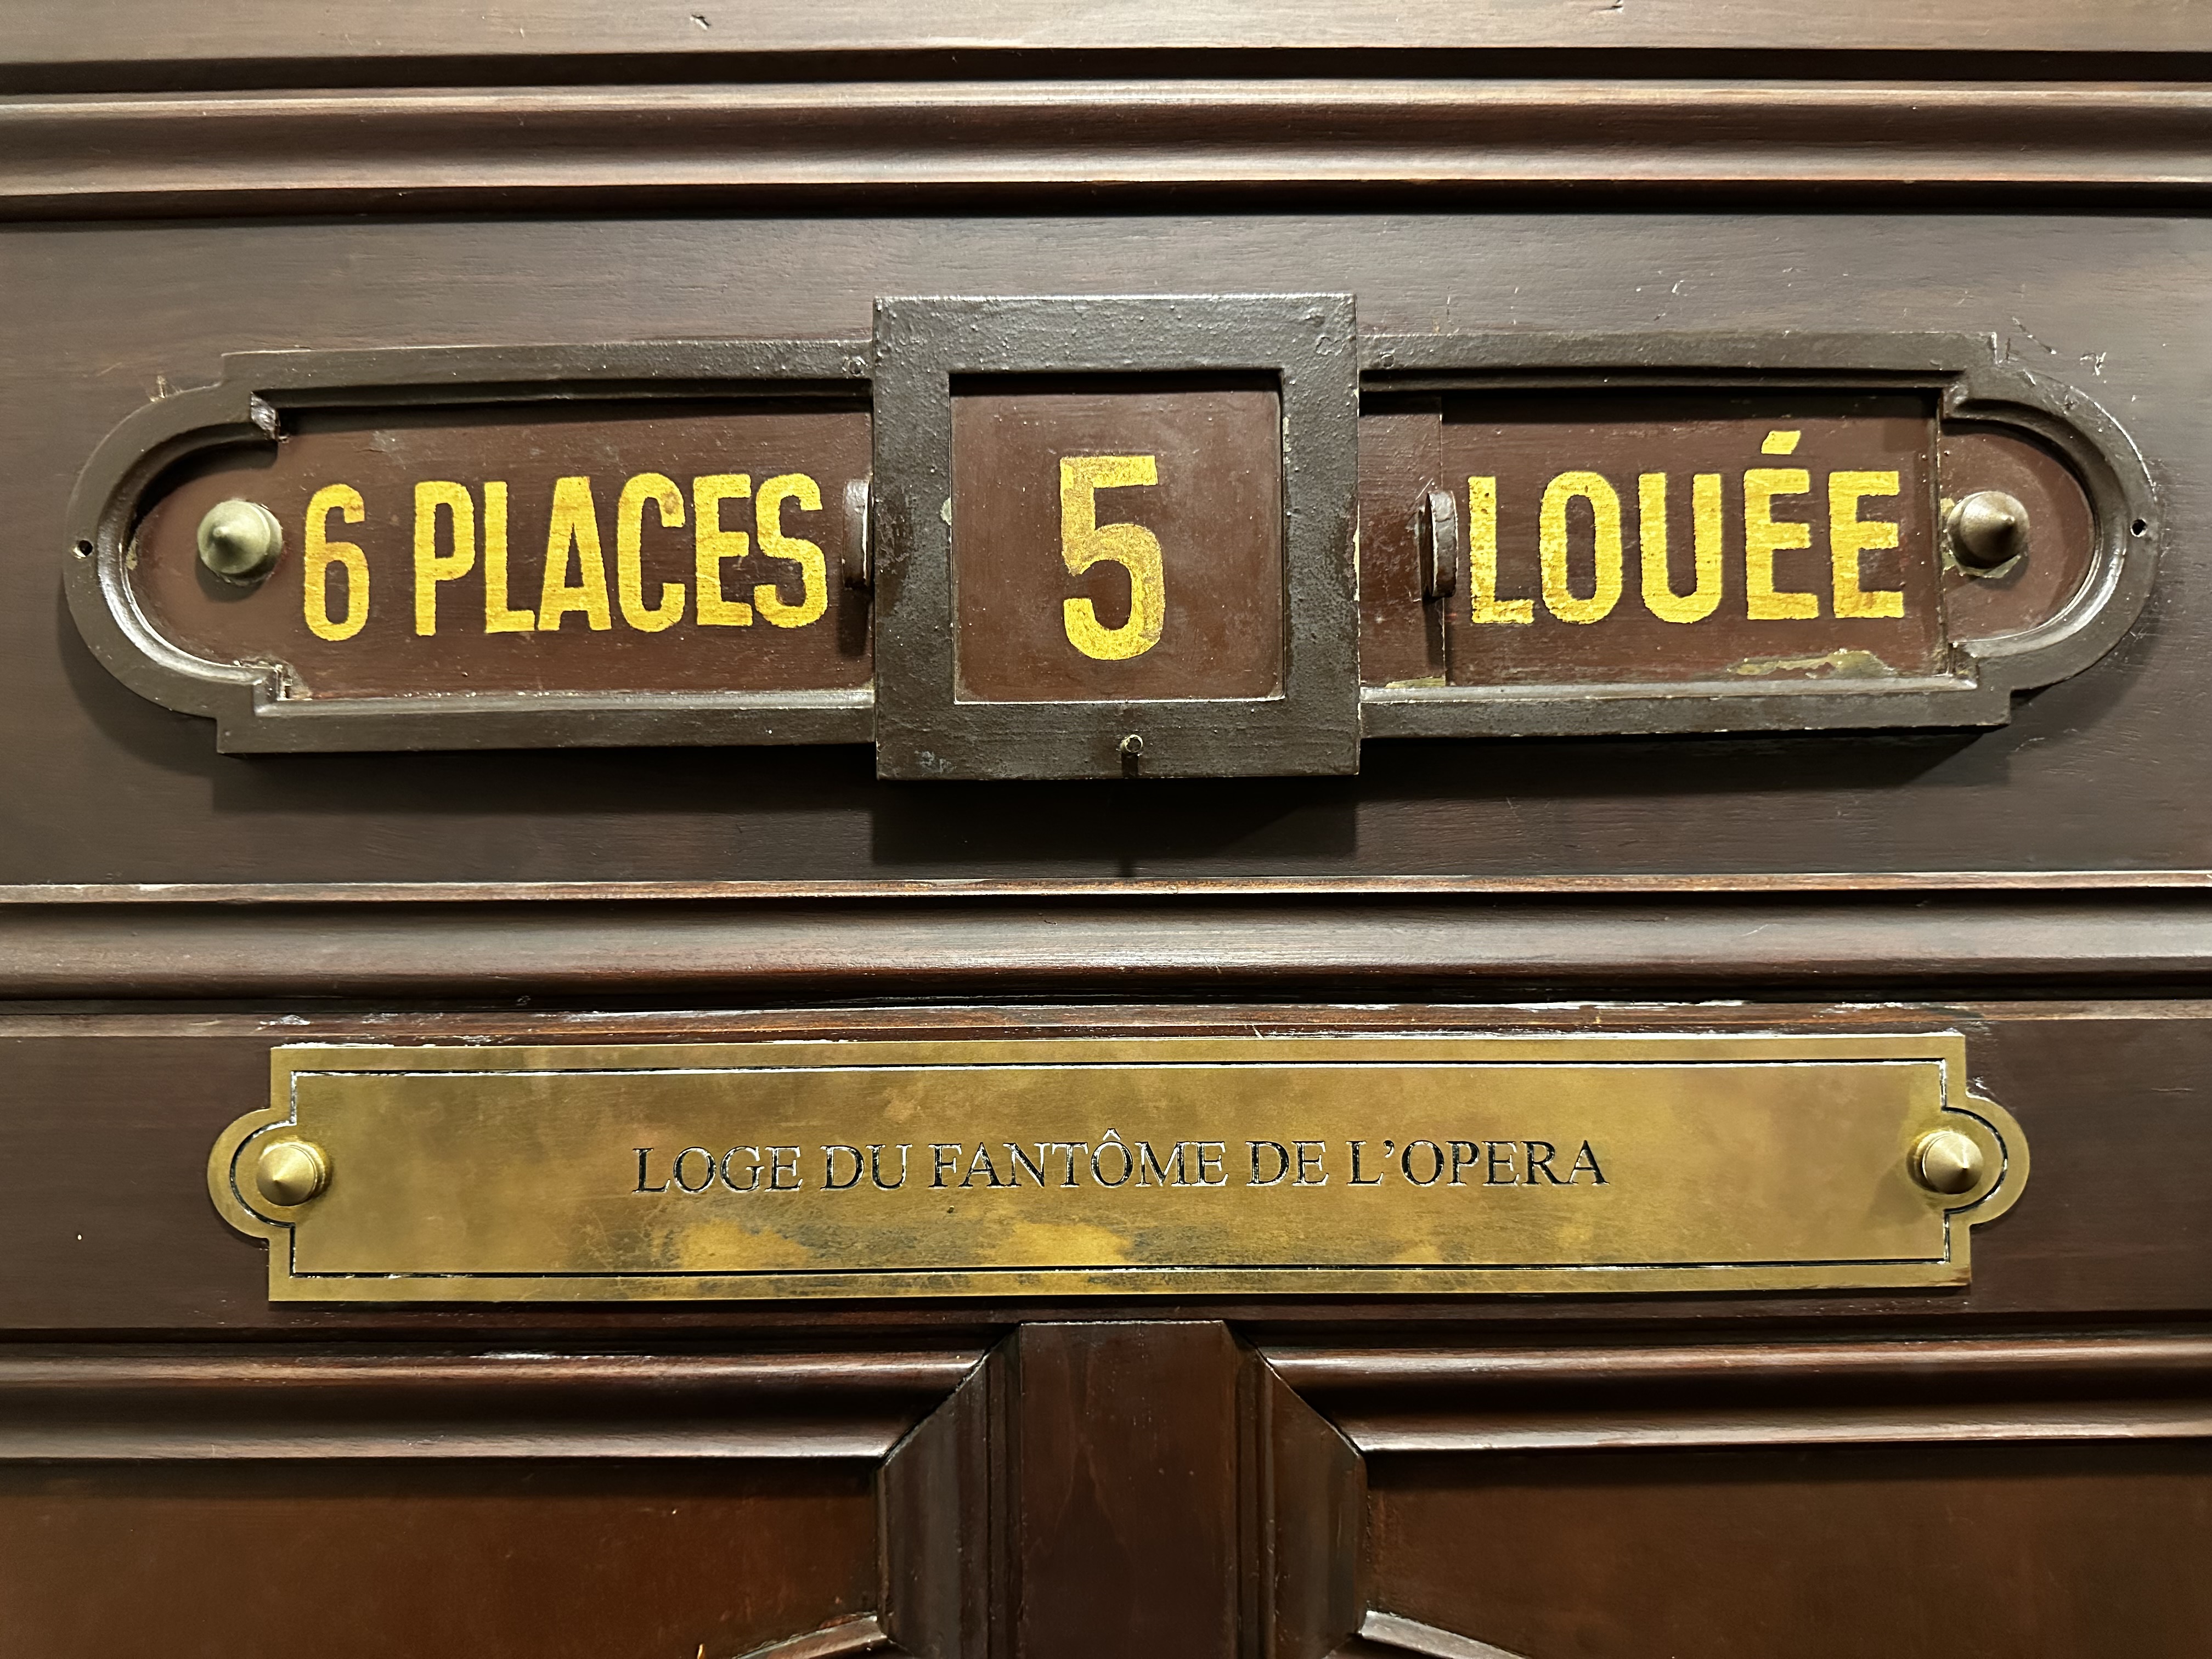 6 PLACES 5 LOUÉE
LOGE DU FANTÔME DE L'OPERA